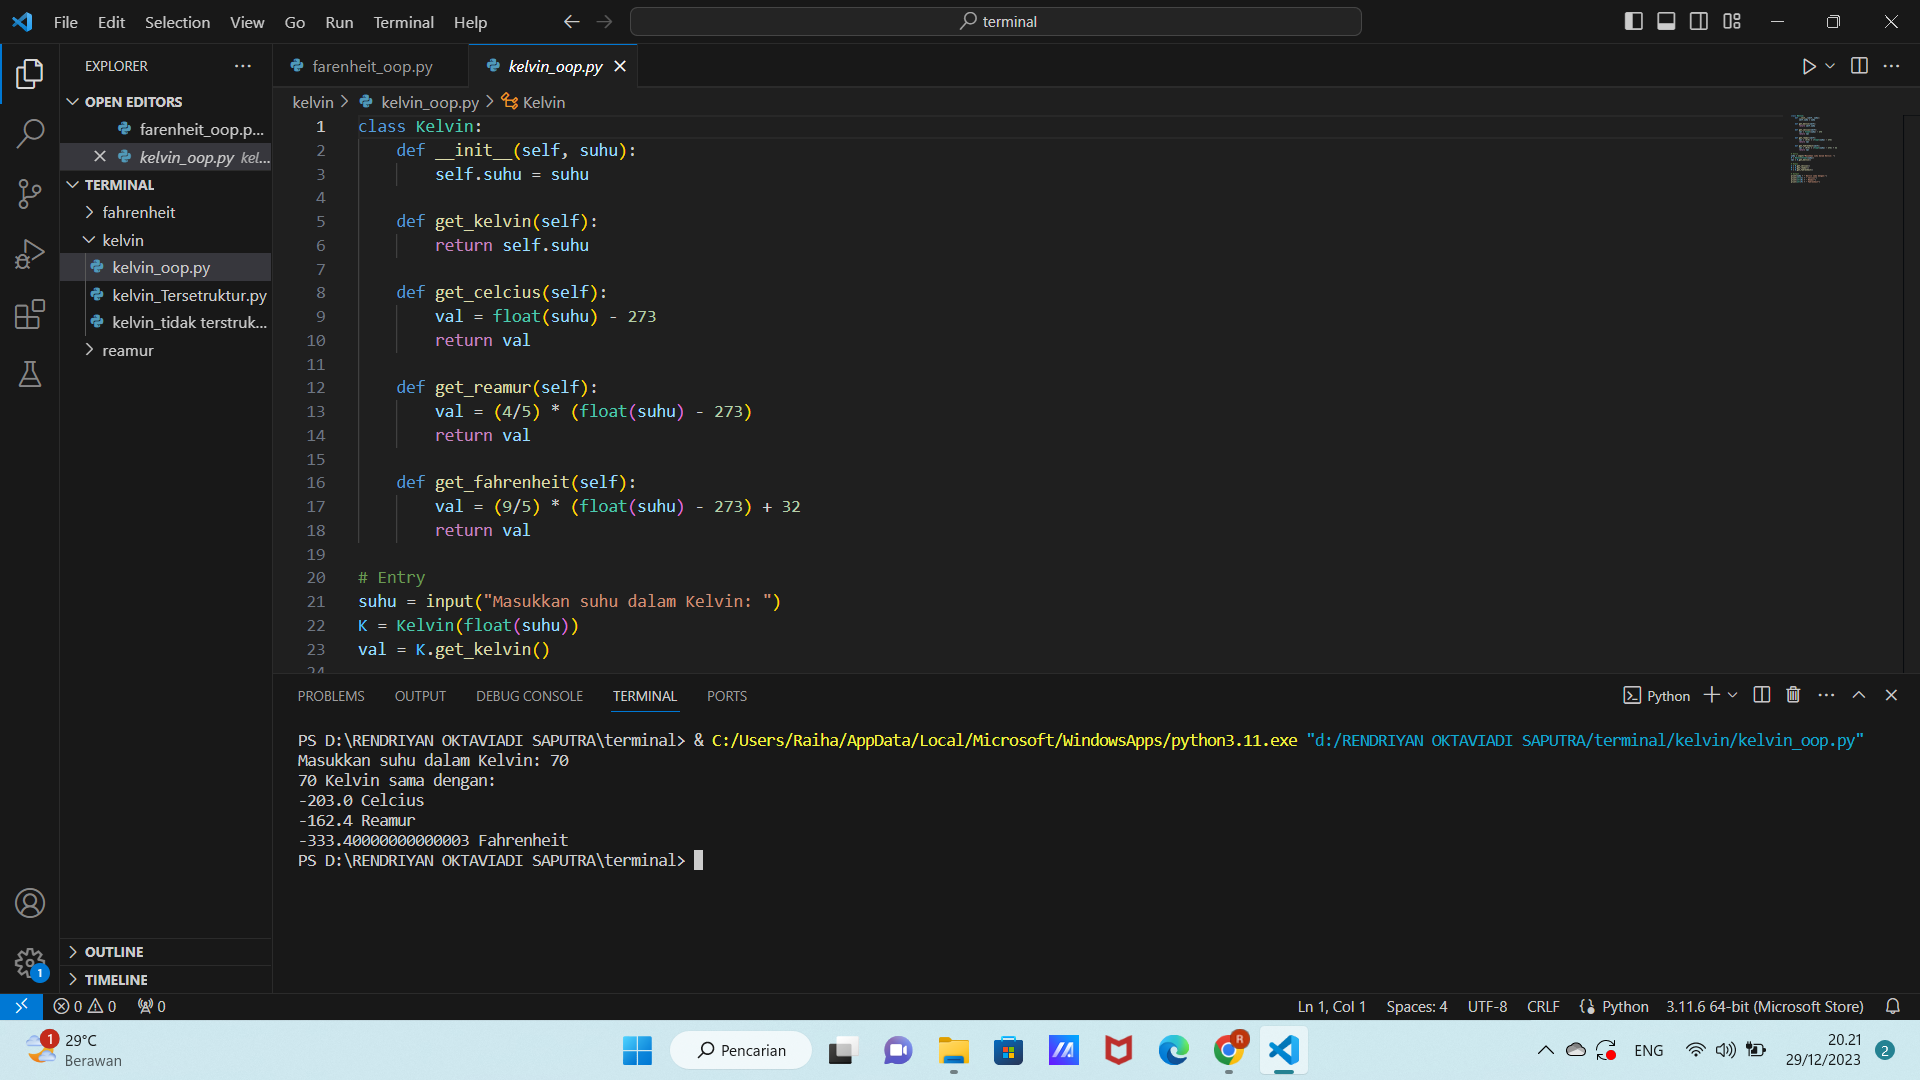 File Edit Selection View Go Run Terminal Help
terminal
EXPLORER
OPEN EDITORS
farenheit_oop.p...
kelvin_oop.py kel...
TERMINAL
fahrenheit
kelvin
kelvin_oop.py
kelvin_Tersetruktur.py
kelvin_tidak terstruk...
reamur
OUTLINE
TIMELINE
farenheit_oop.py
kelvin_oop.py
kelvin > kelvin_oop.py > Kelvin
1 class Kelvin:
2     def __init__(self, suhu):
3         self.suhu = suhu
4
5     def get_kelvin(self):
6         return self.suhu
7
8     def get_celcius(self):
9         val = float(suhu) - 273
10         return val
11
12     def get_reamur(self):
13         val = (4/5) * (float(suhu) - 273)
14         return val
15
16     def get_fahrenheit(self):
17         val = (9/5) * (float(suhu) - 273) + 32
18         return val
19
20 # Entry
21 suhu = input("Masukkan suhu dalam Kelvin: ")
22 K = Kelvin(float(suhu))
23 val = K.get_kelvin()
24
PROBLEMS OUTPUT DEBUG CONSOLE TERMINAL PORTS
Python
PS D:\RENDRIYAN OKTAVIADI SAPUTRA\terminal> & C:/Users/Raiha/AppData/Local/Microsoft/WindowsApps/python3.11.exe "d:/RENDRIYAN OKTAVIADI SAPUTRA/terminal/kelvin/kelvin_oop.py"
Masukkan suhu dalam Kelvin: 70
70 Kelvin sama dengan:
-203.0 Celcius
-162.4 Reamur
-333.40000000000003 Fahrenheit
PS D:\RENDRIYAN OKTAVIADI SAPUTRA\terminal>
1
0 0 0
Ln 1, Col 1 Spaces: 4 UTF-8 CRLF Python 3.11.6 64-bit (Microsoft Store)
1
29°C
Berawan
Pencarian
R
ENG
20.21
29/12/2023
2